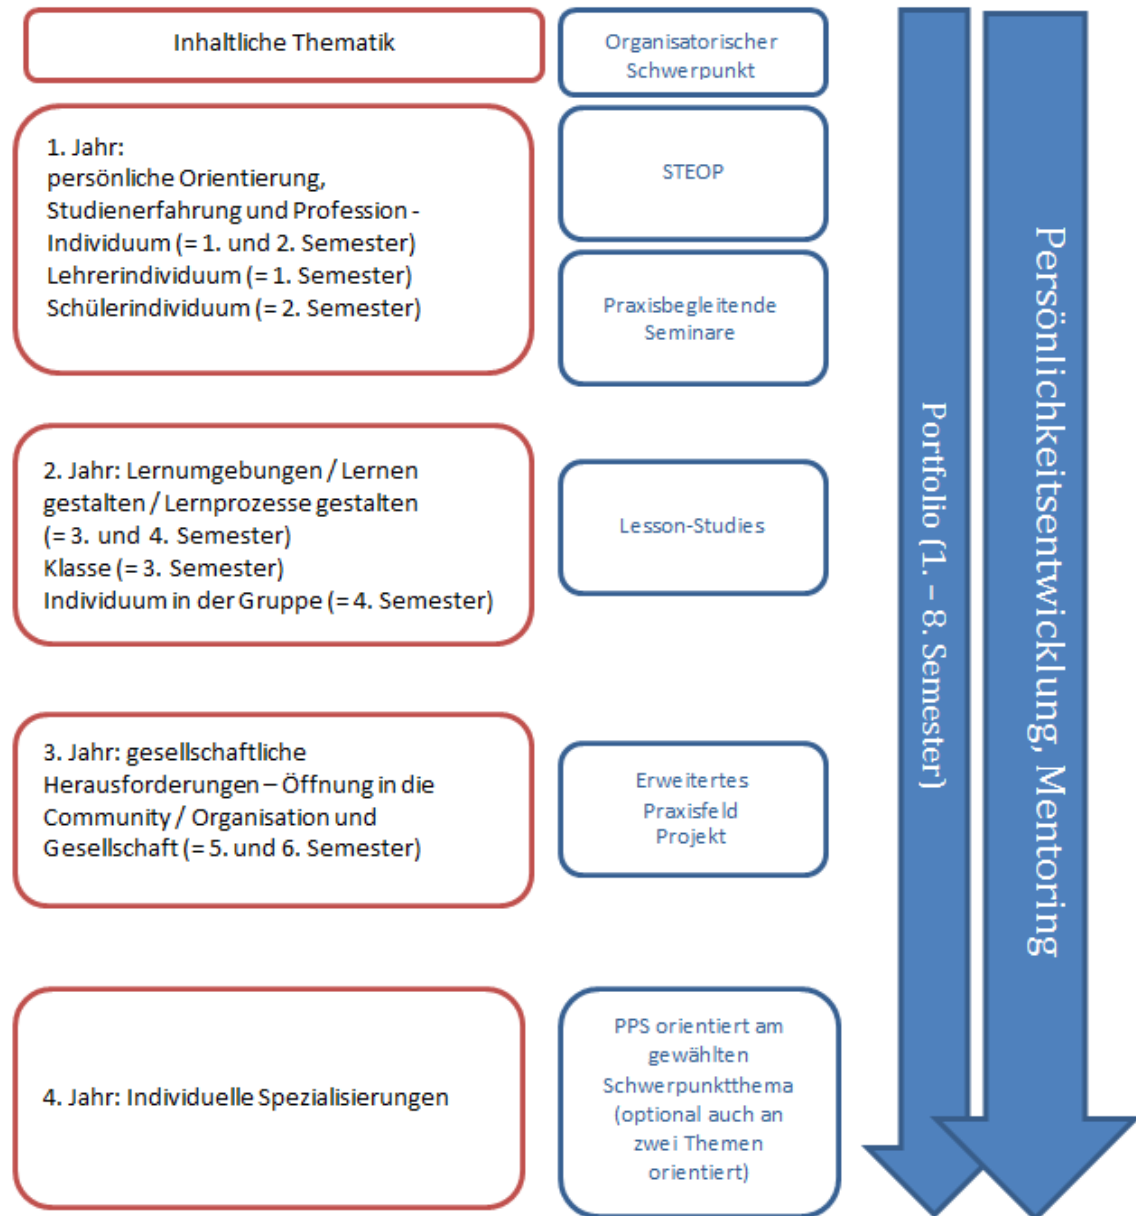 Inhaltliche Thematik
Organisatorischer
Schwerpunkt
1. Jahr:
persönliche Orientierung,
Studienerfahrung und Profession -
Individuum (= 1. und 2. Semester)
Lehrerindividuum (= 1. Semester)
Schülerindividuum (= 2. Semester)
STEOP
Praxisbegleitende
Seminare
2. Jahr: Lernumgebungen / Lernen
gestalten / Lernprozesse gestalten
(= 3. und 4. Semester)
Klasse (= 3. Semester)
Individuum in der Gruppe (= 4. Semester)
Lesson-Studies
3. Jahr: gesellschaftliche
Herausforderungen – Öffnung in die
Community / Organisation und
Gesellschaft (= 5. und 6. Semester)
Erweitertes
Praxisfeld
Projekt
4. Jahr: Individuelle Spezialisierungen
PPS orientiert am
gewählten
Schwerpunktthema
(optional auch an
zwei Themen
orientiert)
Portfolio (1. – 8. Semester)
Persönlichkeitsentwicklung, Mentoring